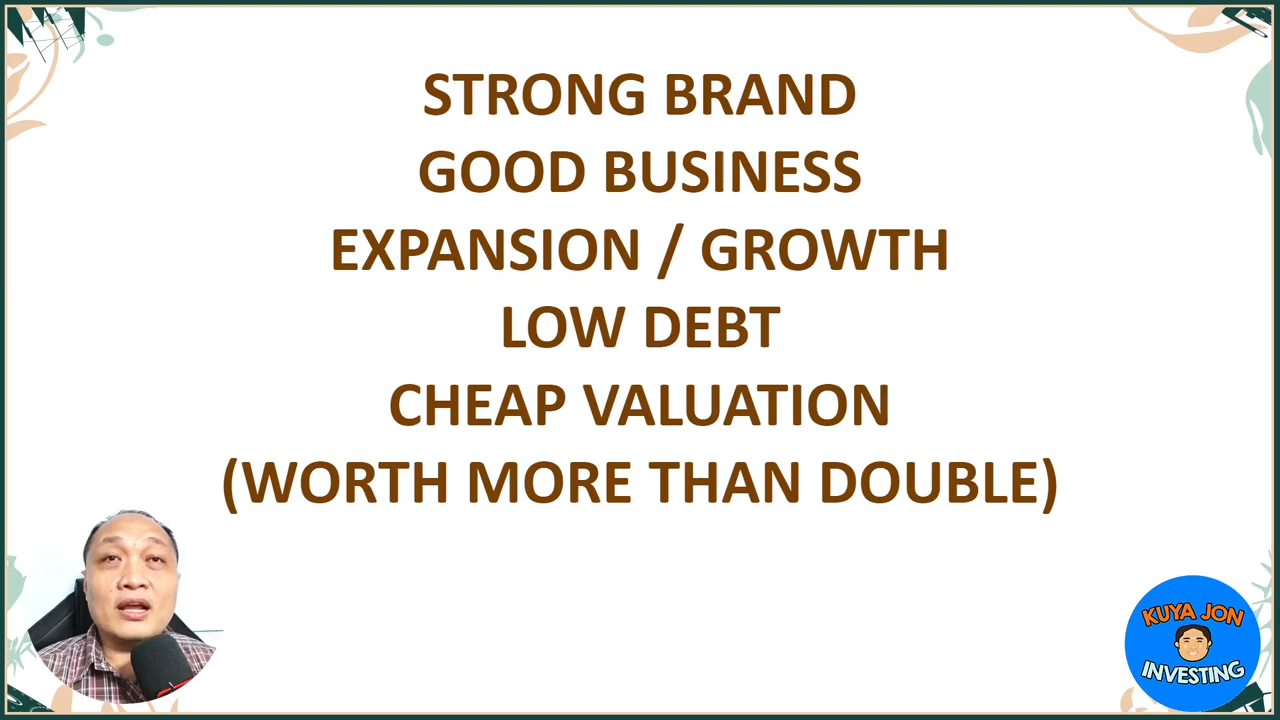 STRONG BRAND
GOOD BUSINESS
EXPANSION / GROWTH
LOW DEBT
CHEAP VALUATION
(WORTH MORE THAN DOUBLE)
KUYA JON
INVESTING